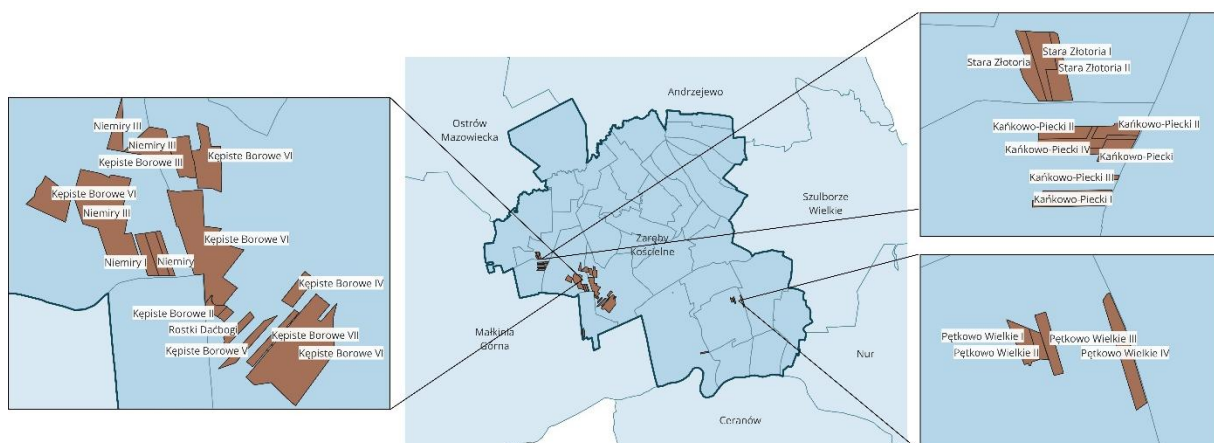 Niemiry III
Niemiry III
Kępiste Borowe III
Kępiste Borowe VI
Kępiste Borowe VI
Niemiry III
Kępiste Borowe VI
Niemiry I
Niemiry
Kępiste Borowe IV
Kępiste Borowe II
Rostki Daćbogi
Kępiste Borowe VII
Kępiste Borowe V
Kępiste Borowe VI
Andrzejewo
Ostrów
Mazowiecka
Szulborze
Wielkie
Zaręby
Kościelne
Małkinia
Górna
Nur
Ceranów
Stara Złotoria I
Stara Złotoria
Stara Złotoria II
Kańkowo-Piecki II
Kańkowo-Piecki II
Kańkowo-Piecki IV
Kańkowo-Piecki
Kańkowo-Piecki III
Kańkowo-Piecki I
Pętkowo Wielkie I
Pętkowo Wielkie III
Pętkowo Wielkie II
Pętkowo Wielkie IV